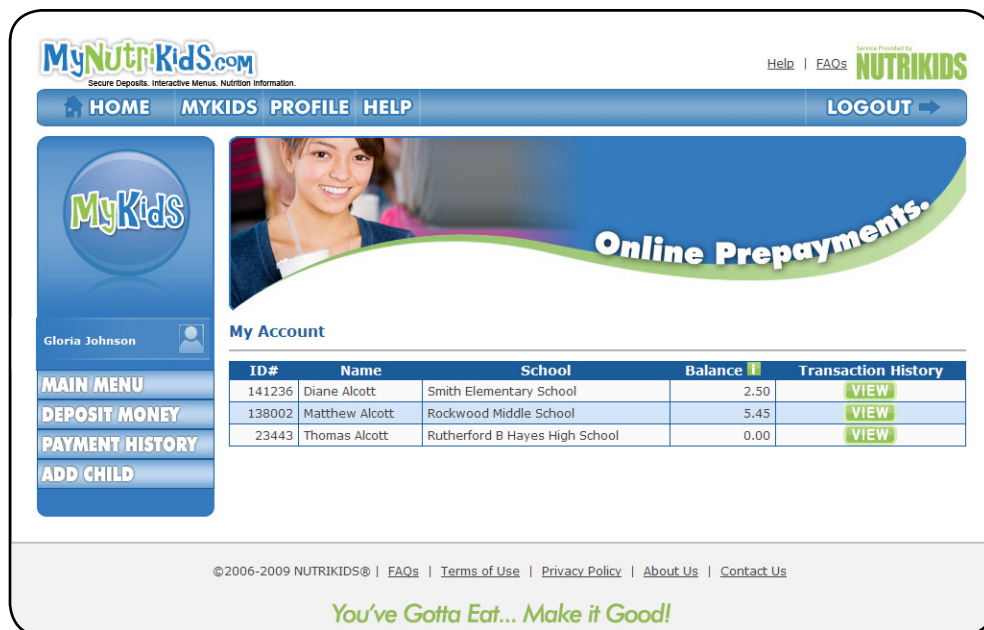 MyNutriKids.com
Secure Deposits. Interactive Menus. Nutrition Information.
Help | FAQs
Service Provided by
NUTRIKIDS
HOME MYKIDS PROFILE HELP LOGOUT
MyKids
Online Prepayments.
Gloria Johnson
MAIN MENU
DEPOSIT MONEY
PAYMENT HISTORY
ADD CHILD
My Account
ID# Name School Balance i Transaction History
141236 Diane Alcott Smith Elementary School 2.50 VIEW
138002 Matthew Alcott Rockwood Middle School 5.45 VIEW
23443 Thomas Alcott Rutherford B Hayes High School 0.00 VIEW
©2006-2009 NUTRIKIDS® | FAQs | Terms of Use | Privacy Policy | About Us | Contact Us
You've Gotta Eat... Make it Good!